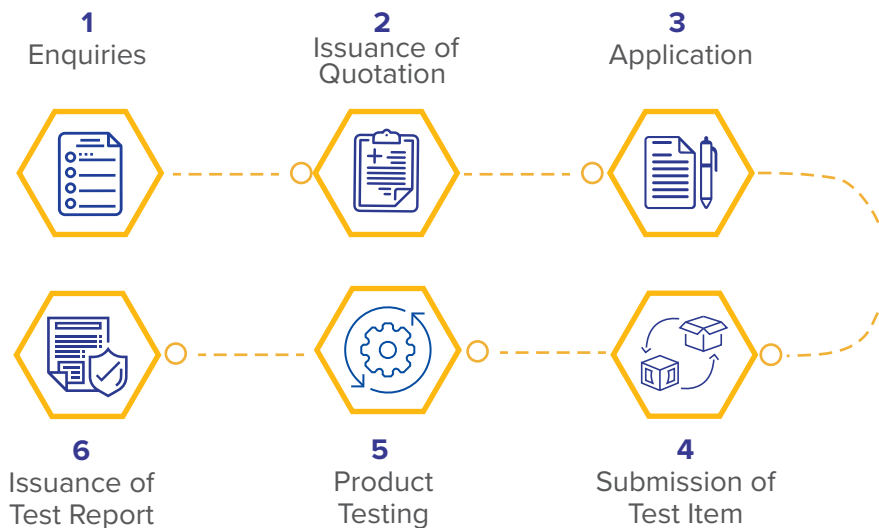 1
Enquiries
2
Issuance of
Quotation
3
Application
4
Submission of
Test Item
5
Product
Testing
6
Issuance of
Test Report